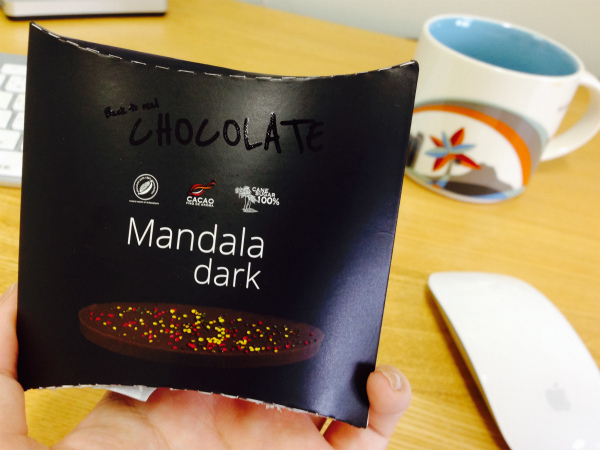 Back to real
CHOCOLATE
CACAO
CANE
SUGAR
100%
Mandala
dark